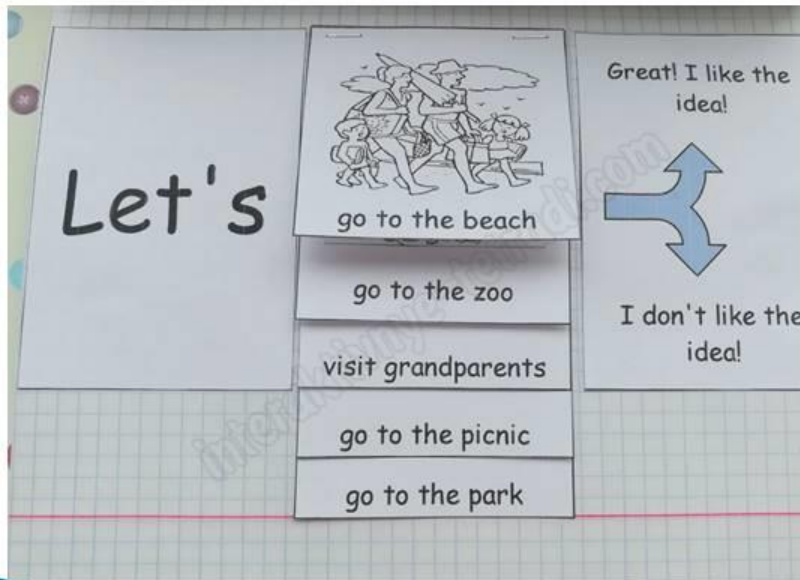 Let's
go to the beach
go to the zoo
visit grandparents
go to the picnic
go to the park
Great! I like the
idea!
I don't like the
idea!